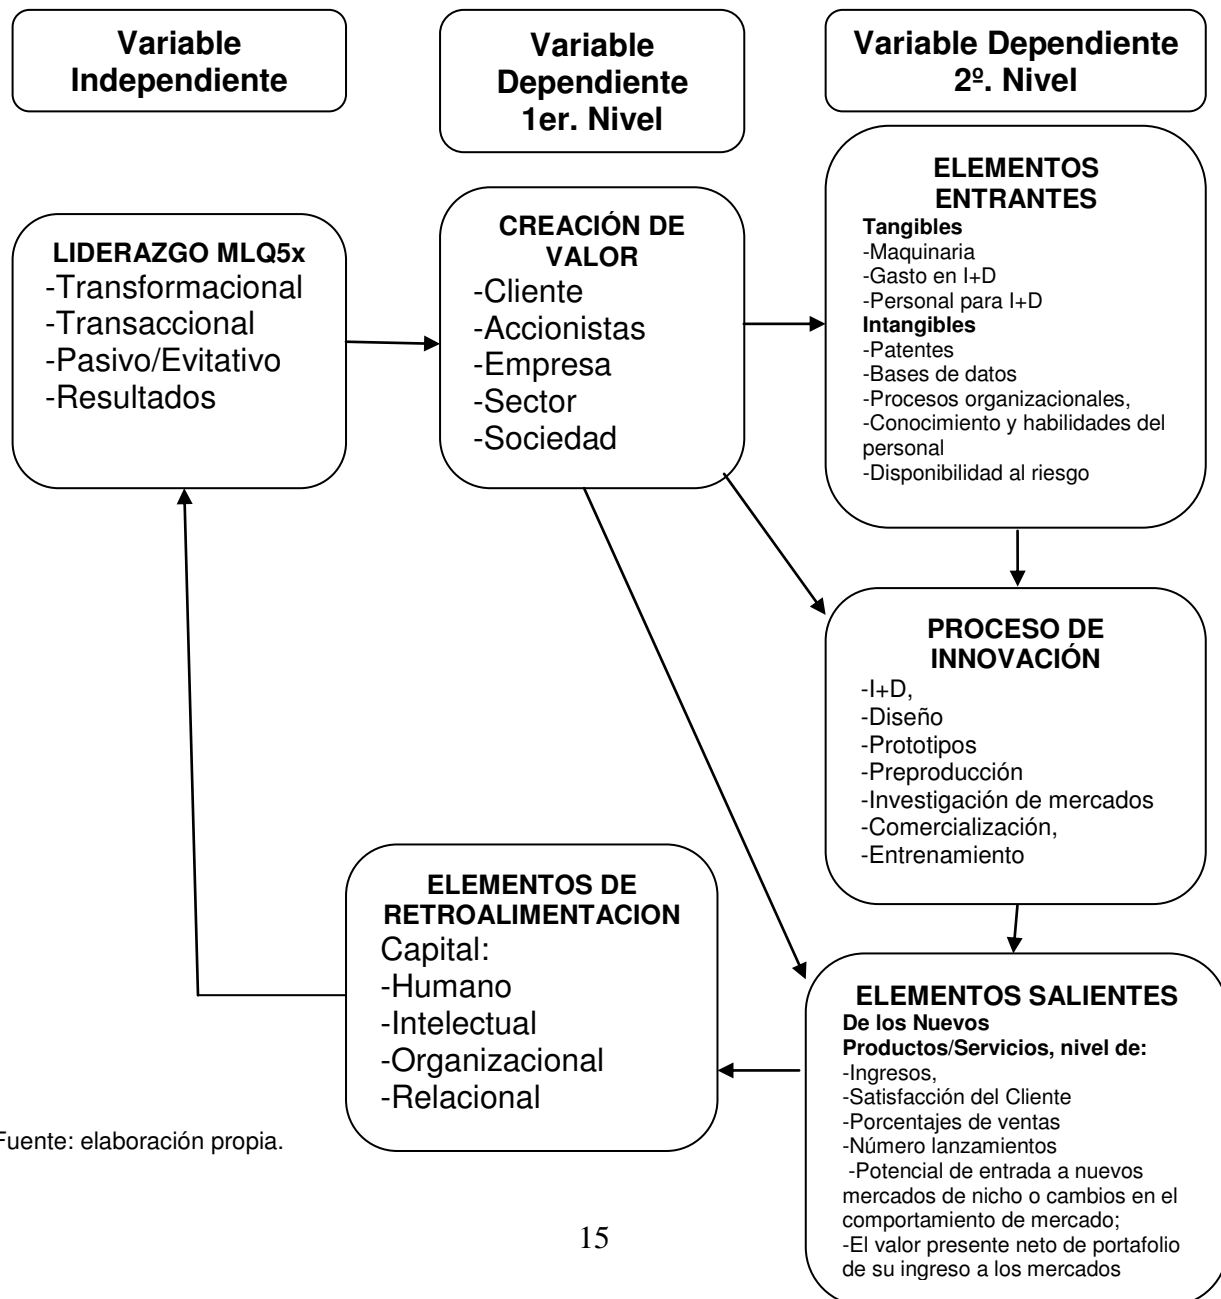 Variable
Independiente
Variable
Dependiente
1er. Nivel
Variable Dependiente
2º. Nivel
LIDERAZGO MLQ5x
-Transformacional
-Transaccional
-Pasivo/Evitativo
-Resultados
CREACIÓN DE
VALOR
-Cliente
-Accionistas
-Empresa
-Sector
-Sociedad
ELEMENTOS
ENTRANTES
Tangibles
-Maquinaria
-Gasto en I+D
-Personal para I+D
Intangibles
-Patentes
-Bases de datos
-Procesos organizacionales,
-Conocimiento y habilidades del
personal
-Disponibilidad al riesgo
PROCESO DE
INNOVACIÓN
-I+D,
-Diseño
-Prototipos
-Preproducción
-Investigación de mercados
-Comercialización,
-Entrenamiento
ELEMENTOS DE
RETROALIMENTACION
Capital:
-Humano
-Intelectual
-Organizacional
-Relacional
ELEMENTOS SALIENTES
De los Nuevos
Productos/Servicios, nivel de:
-Ingresos,
-Satisfacción del Cliente
-Porcentajes de ventas
-Número lanzamientos
-Potencial de entrada a nuevos
mercados de nicho o cambios en el
comportamiento de mercado;
-El valor presente neto de portafolio
de su ingreso a los mercados
Fuente: elaboración propia.
15